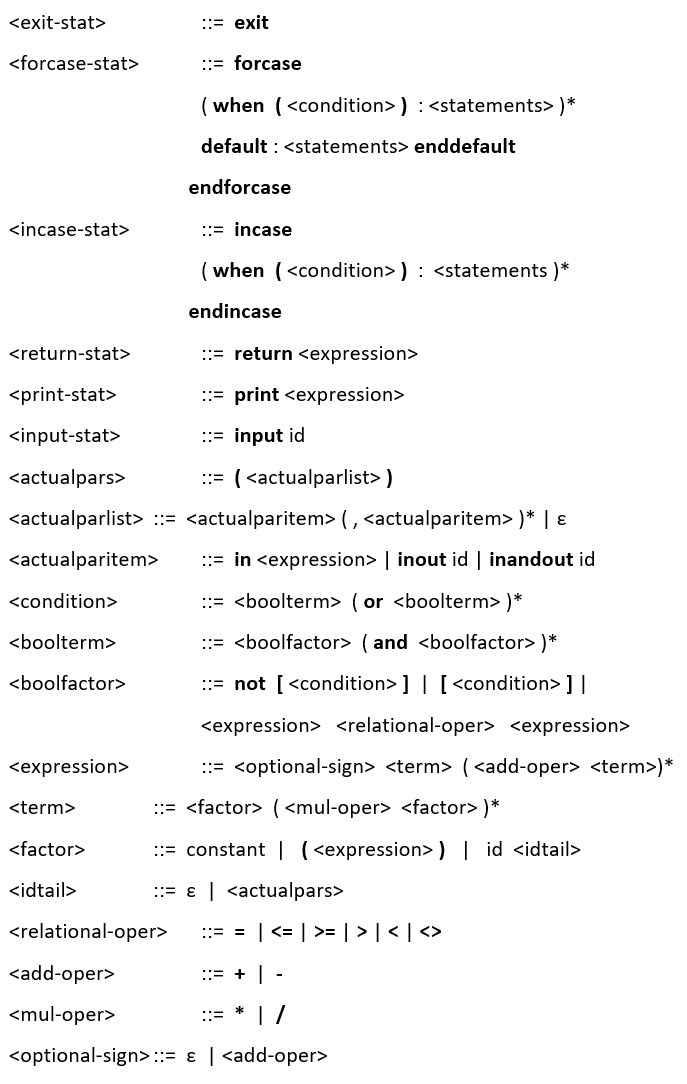 <exit-stat> ::= exit
<forcase-stat> ::= forcase
( when ( <condition> ) : <statements> )*
default : <statements> enddefault
endforcase
<incase-stat> ::= incase
( when ( <condition> ) : <statements )*
endincase
<return-stat> ::= return <expression>
<print-stat> ::= print <expression>
<input-stat> ::= input id
<actualpars> ::= ( <actualparlist> )
<actualparlist> ::= <actualparitem> ( , <actualparitem> )* | ε
<actualparitem> ::= in <expression> | inout id | inandout id
<condition> ::= <boolterm> ( or <boolterm> )*
<boolterm> ::= <boolfactor> ( and <boolfactor> )*
<boolfactor> ::= not [ <condition> ] | [ <condition> ] |
<expression> <relational-oper> <expression>
<expression> ::= <optional-sign> <term> ( <add-oper> <term>)*
<term> ::= <factor> ( <mul-oper> <factor> )*
<factor> ::= constant | ( <expression> ) | id <idtail>
<idtail> ::= ε | <actualpars>
<relational-oper> ::= = | <= | >= | > | < | <>
<add-oper> ::= + | -
<mul-oper> ::= * | /
<optional-sign> ::= ε | <add-oper>